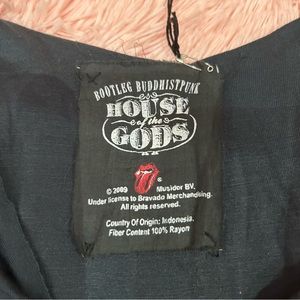 BOOTLEG BUDDHISTPUNK
HOUSE
of the
GODS
®
© 2009 Musidor BV.
Under license to Bravado Merchandising.
All rights reserved.
Country Of Origin: Indonesia.
Fiber Content 100% Rayon